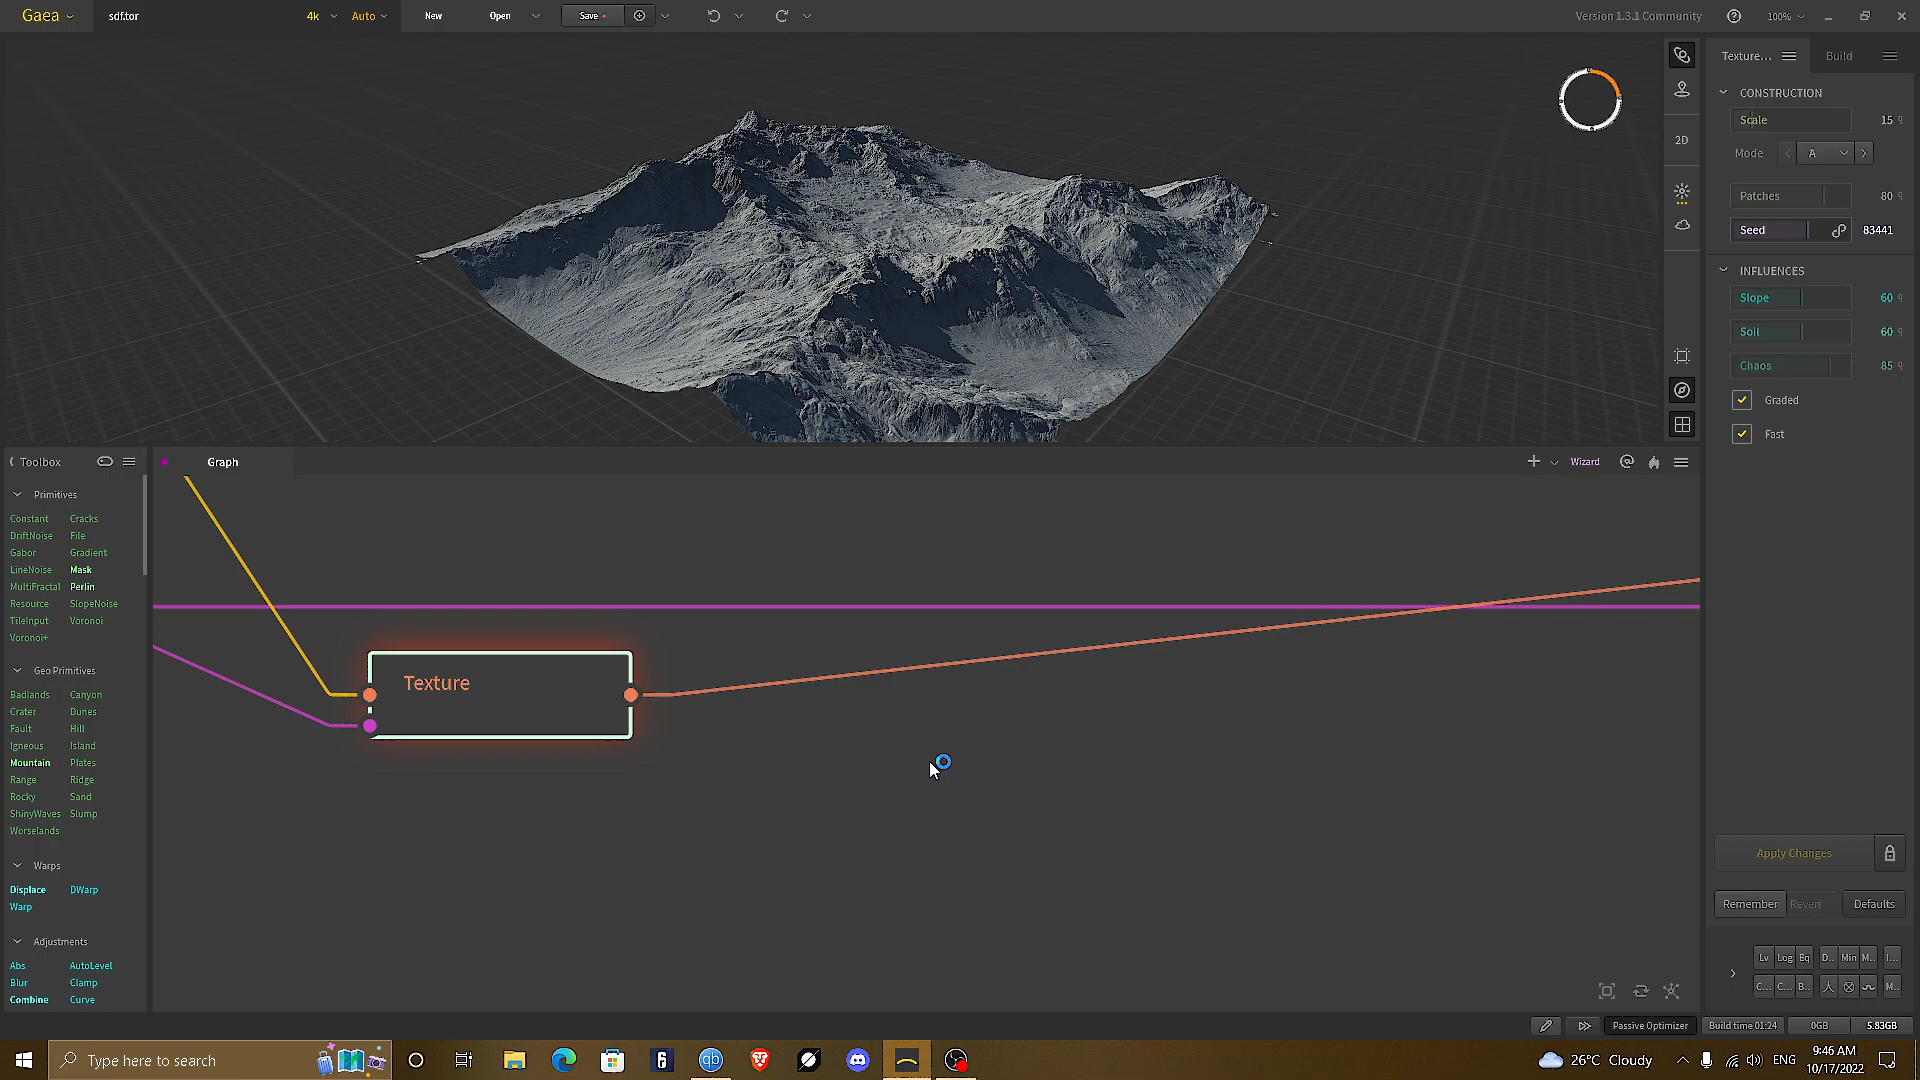 Gaea
sdf.tor
4k
Auto
New
Open
Save
Version 1.3.1 Community
100%
Texture...
Build
CONSTRUCTION
Scale 15
Mode A
Patches 80
Seed 83441
INFLUENCES
Slope 60
Soil 60
Chaos 85
Graded
Fast
2D
Toolbox
Graph
Wizard
Primitives
Constant Cracks
DriftNoise File
Gabor Gradient
LineNoise Mask
MultiFractal Perlin
Resource SlopeNoise
TileInput Voronoi
Voronoi+
Geo Primitives
Badlands Canyon
Crater Dunes
Fault Hill
Igneous Island
Mountain Plates
Range Ridge
Rocky Sand
ShinyWaves Slump
Worselands
Warps
Displace DWarp
Warp
Adjustments
Abs AutoLevel
Blur Clamp
Combine Curve
Texture
Apply Changes
Remember Revert Defaults
Lv Log Eq D.. Min M.. I...
C... C... B.. M..
Passive Optimizer
Build time 01:24
0GB
5.83GB
Type here to search
26°C Cloudy
ENG
9:46 AM
10/17/2022